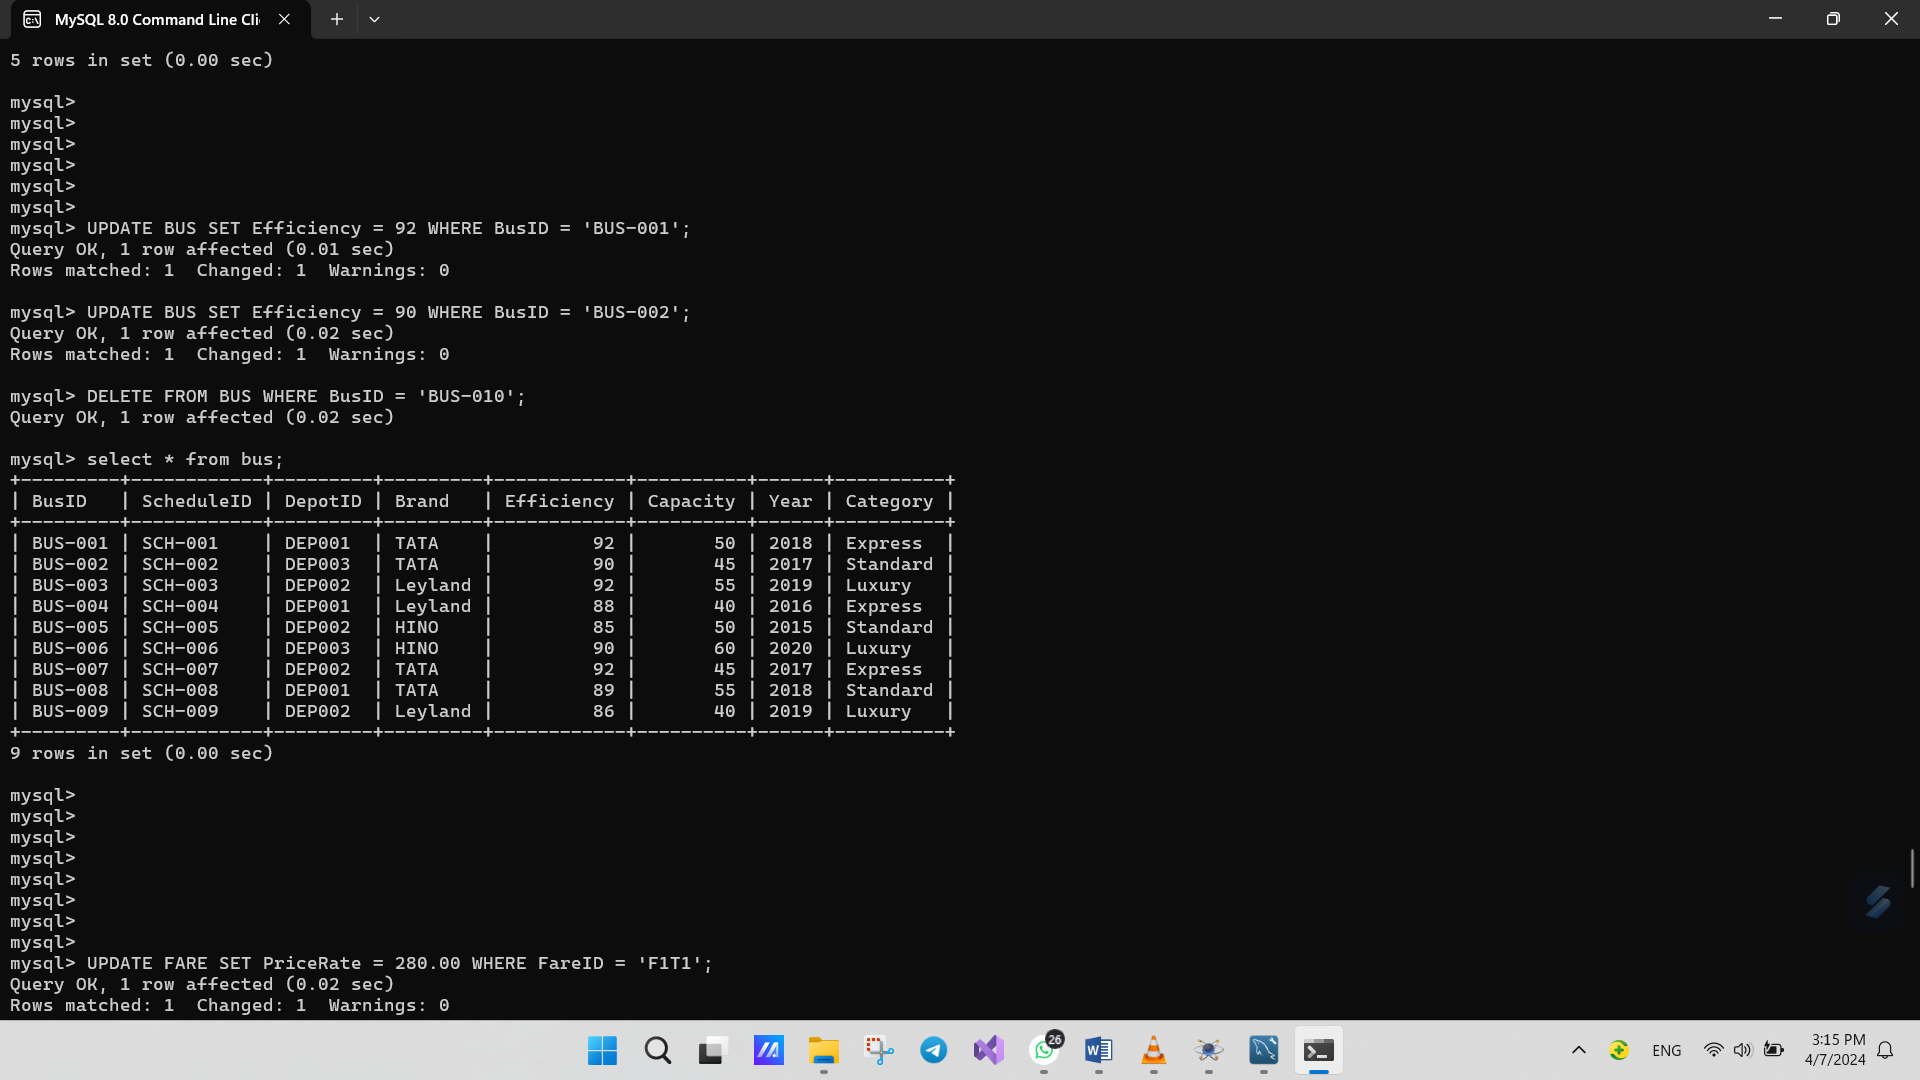 MySQL 8.0 Command Line Cli
5 rows in set (0.00 sec)
mysql>
mysql>
mysql>
mysql>
mysql>
mysql>
mysql> UPDATE BUS SET Efficiency = 92 WHERE BusID = 'BUS-001';
Query OK, 1 row affected (0.01 sec)
Rows matched: 1  Changed: 1  Warnings: 0
mysql> UPDATE BUS SET Efficiency = 90 WHERE BusID = 'BUS-002';
Query OK, 1 row affected (0.02 sec)
Rows matched: 1  Changed: 1  Warnings: 0
mysql> DELETE FROM BUS WHERE BusID = 'BUS-010';
Query OK, 1 row affected (0.02 sec)
mysql> select * from bus;
+---------+------------+---------+---------+------------+----------+------+----------+
| BusID   | ScheduleID | DepotID | Brand   | Efficiency | Capacity | Year | Category |
+---------+------------+---------+---------+------------+----------+------+----------+
| BUS-001 | SCH-001    | DEP001  | TATA    |         92 |       50 | 2018 | Express  |
| BUS-002 | SCH-002    | DEP003  | TATA    |         90 |       45 | 2017 | Standard |
| BUS-003 | SCH-003    | DEP002  | Leyland |         92 |       55 | 2019 | Luxury   |
| BUS-004 | SCH-004    | DEP001  | Leyland |         88 |       40 | 2016 | Express  |
| BUS-005 | SCH-005    | DEP002  | HINO    |         85 |       50 | 2015 | Standard |
| BUS-006 | SCH-006    | DEP003  | HINO    |         90 |       60 | 2020 | Luxury   |
| BUS-007 | SCH-007    | DEP002  | TATA    |         92 |       45 | 2017 | Express  |
| BUS-008 | SCH-008    | DEP001  | TATA    |         89 |       55 | 2018 | Standard |
| BUS-009 | SCH-009    | DEP002  | Leyland |         86 |       40 | 2019 | Luxury   |
+---------+------------+---------+---------+------------+----------+------+----------+
9 rows in set (0.00 sec)
mysql>
mysql>
mysql>
mysql>
mysql>
mysql>
mysql>
mysql>
mysql> UPDATE FARE SET PriceRate = 280.00 WHERE FareID = 'F1T1';
Query OK, 1 row affected (0.02 sec)
Rows matched: 1  Changed: 1  Warnings: 0
26
ENG
3:15 PM
4/7/2024